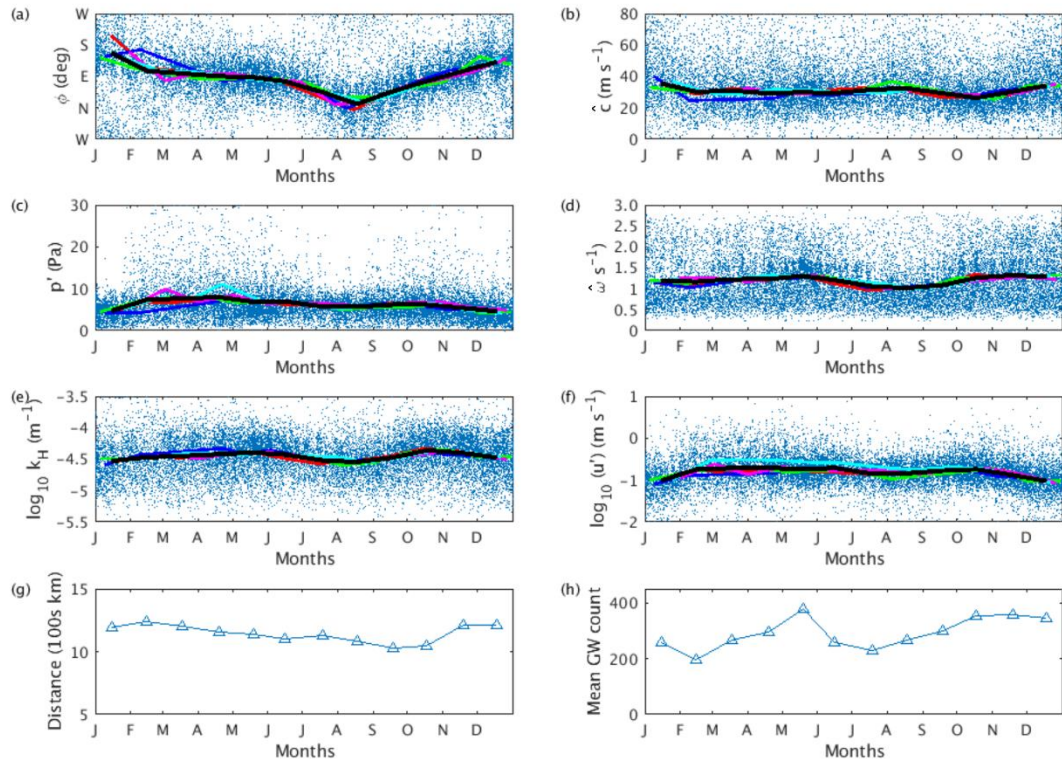 (a)
W
S
E
N
W
ϕ (deg)
J F M A M J J A S O N D
Months
(b)
80
60
40
20
0
ĉ (m s⁻¹)
J F M A M J J A S O N D
Months
(c)
30
20
10
0
p' (Pa)
J F M A M J J A S O N D
Months
(d)
3.0
2.5
2.0
1.5
1
0.5
0
ω̂ s⁻¹)
J F M A M J J A S O N D
Months
(e)
−3.5
−4
−4.5
−5
−5.5
log₁₀ k_H (m⁻¹)
J F M A M J J A S O N D
Months
(f)
1
0
−1
−2
log₁₀ (u') (m s⁻¹)
J F M A M J J A S O N D
Months
(g)
15
10
5
Distance (100s km)
J F M A M J J A S O N D
Months
(h)
400
200
0
Mean GW count
J F M A M J J A S O N D
Months